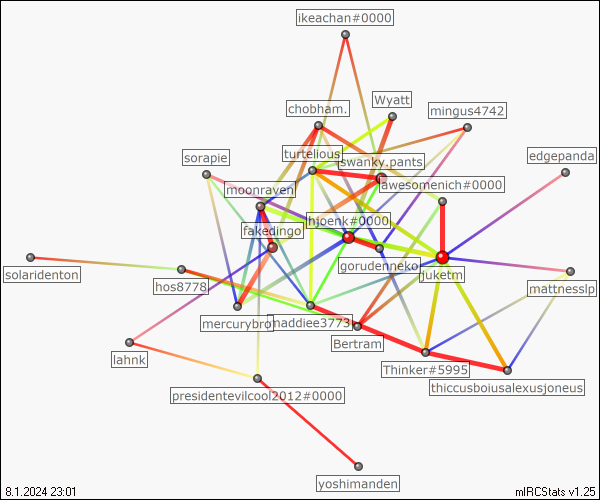 ikeachan#0000
Wyatt
chobham.
mingus4742
turtelious
sorapie
swanky.pants
edgepanda
awesomenich#0000
moonraven
hjoenk#0000
fakedingo
gorudenneko
solaridenton
hos8778
mattnesslp
mercurybro
maddiee3773
Bertram
lahnk
Thinker#5995
thiccusboiusalexusjoneus
presidentevilcool2012#0000
yoshimanden
8.1.2024 23:01
mIRCStats v1.25